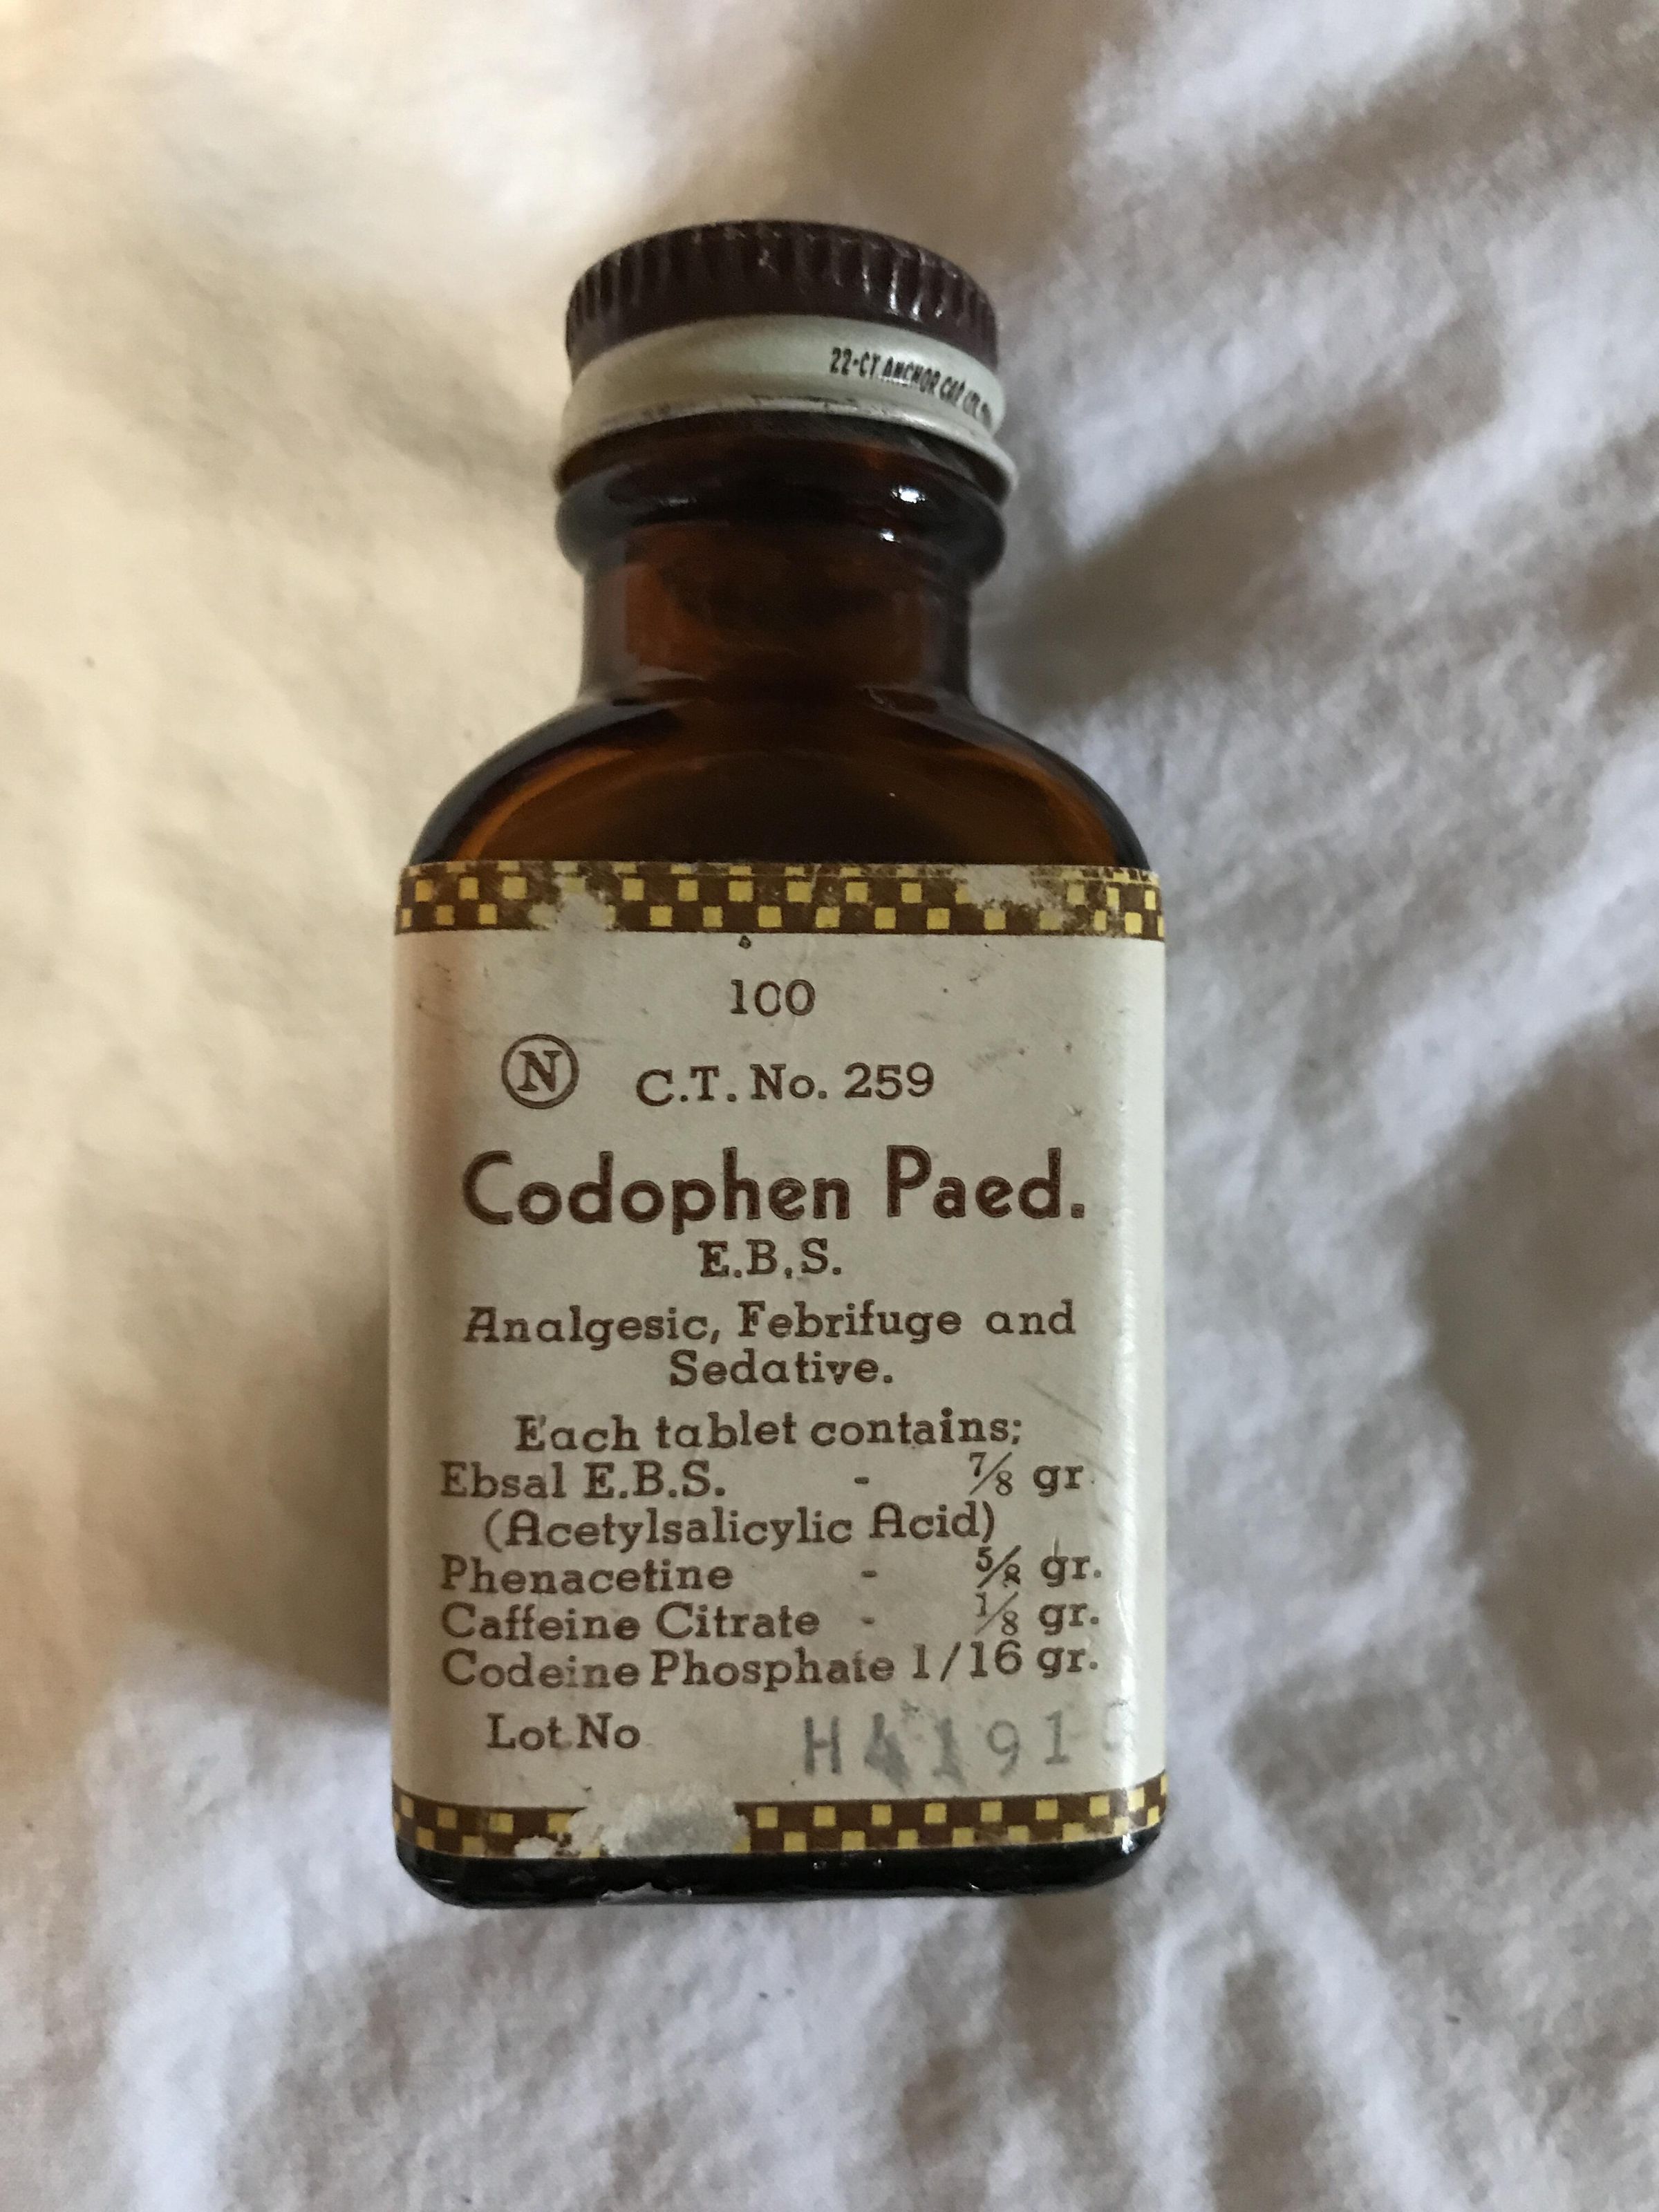 22-CT ANCHOR CAP
100
N C.T. No. 259
Codophen Paed.
E.B.S.
Analgesic, Febrifuge and
Sedative.
Each tablet contains;
Ebsal E.B.S. - 7/8 gr.
(Acetylsalicylic Acid)
Phenacetine - 5/8 gr.
Caffeine Citrate - 1/8 gr.
Codeine Phosphate 1/16 gr.
Lot No